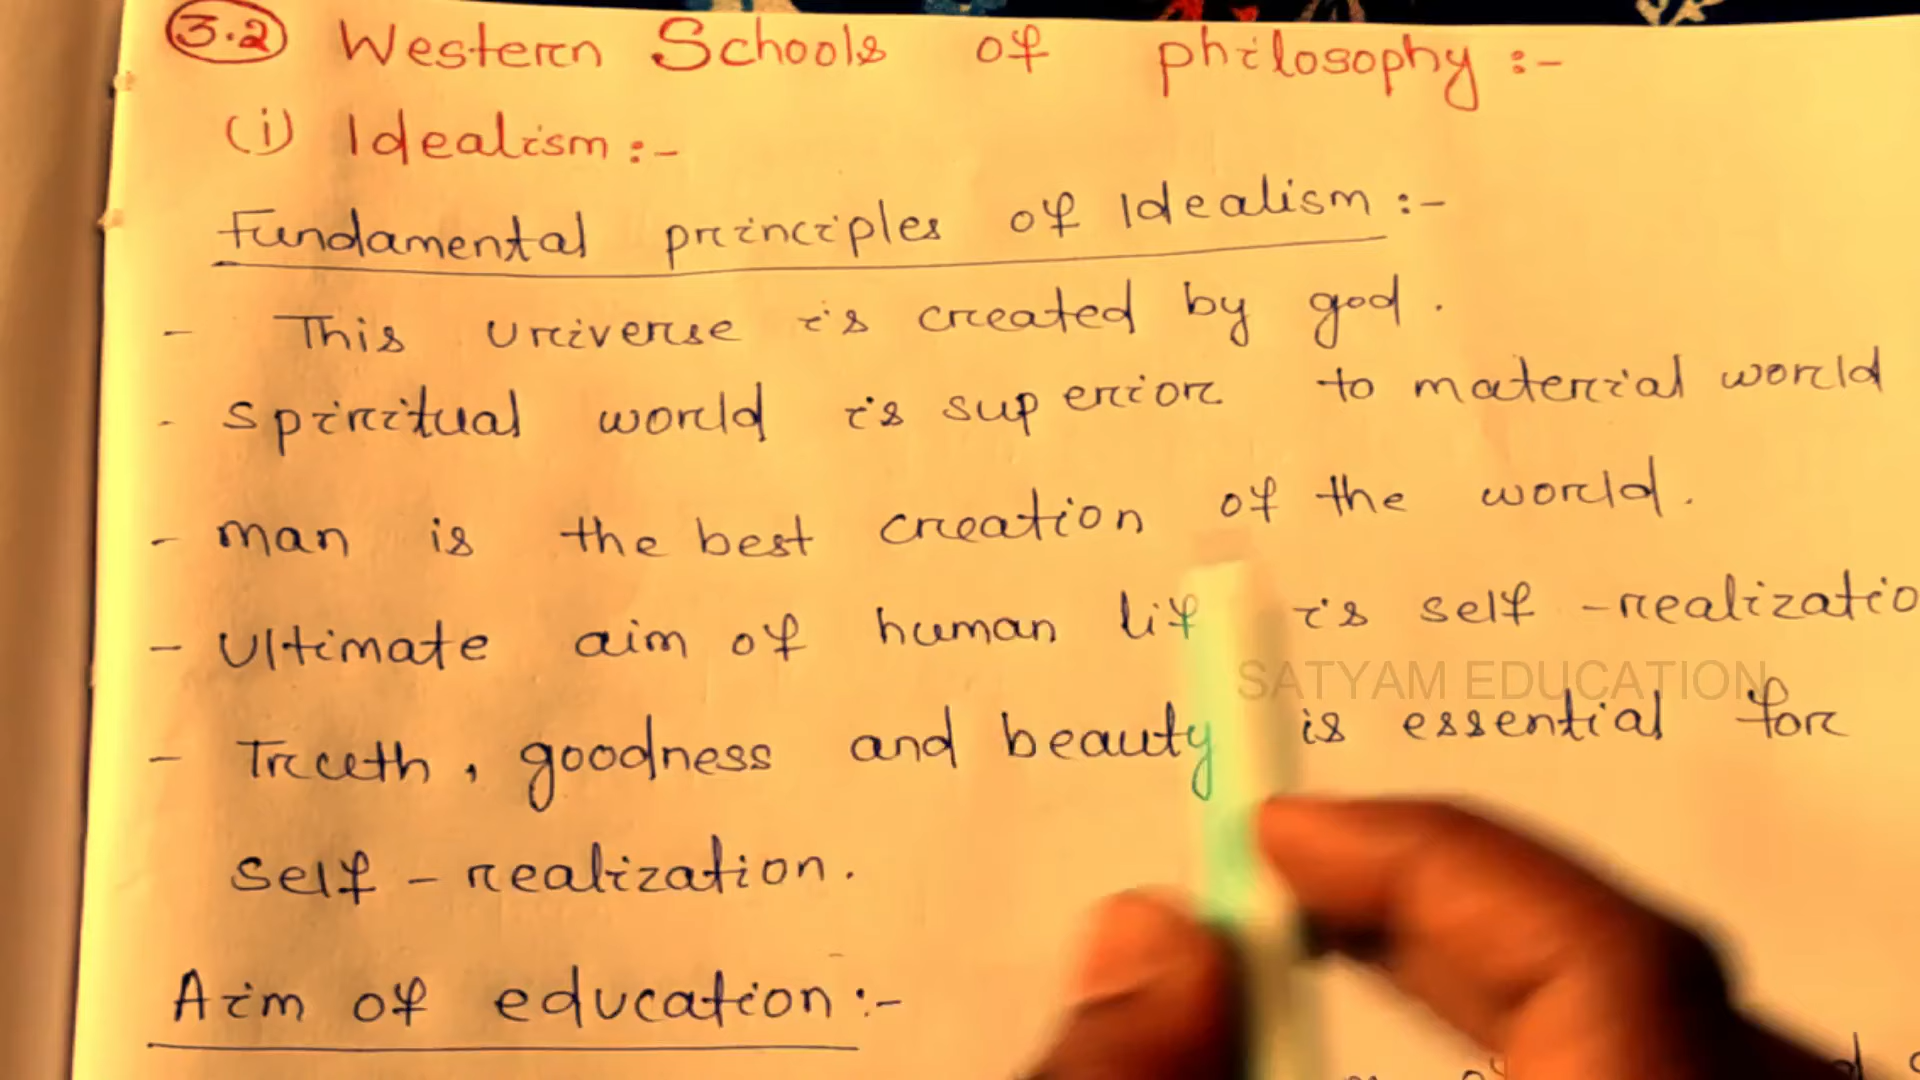 3.2 Western Schools of philosophy :-
(i) Idealism :-
Fundamental principles of Idealism :-
- This universe is created by god.
- Spiritual world is superior to material world
- man is the best creation of the world.
- Ultimate aim of human lif is self-realizatio
SATYAM EDUCATION
- Truth, goodness and beauty is essential for
self-realization.
Aim of education :-